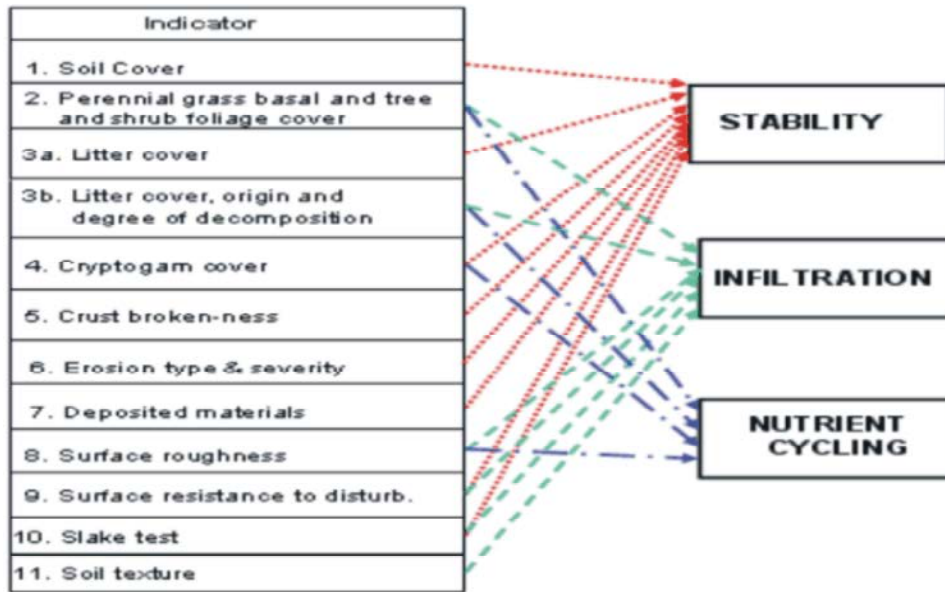 Indicator
1. Soil Cover
2. Perennial grass basal and tree
and shrub foliage cover
3a. Litter cover
3b. Litter cover, origin and
degree of decomposition
4. Cryptogam cover
5. Crust broken-ness
6. Erosion type & severity
7. Deposited materials
8. Surface roughness
9. Surface resistance to disturb.
10. Slake test
11. Soil texture
STABILITY
INFILTRATION
NUTRIENT
CYCLING